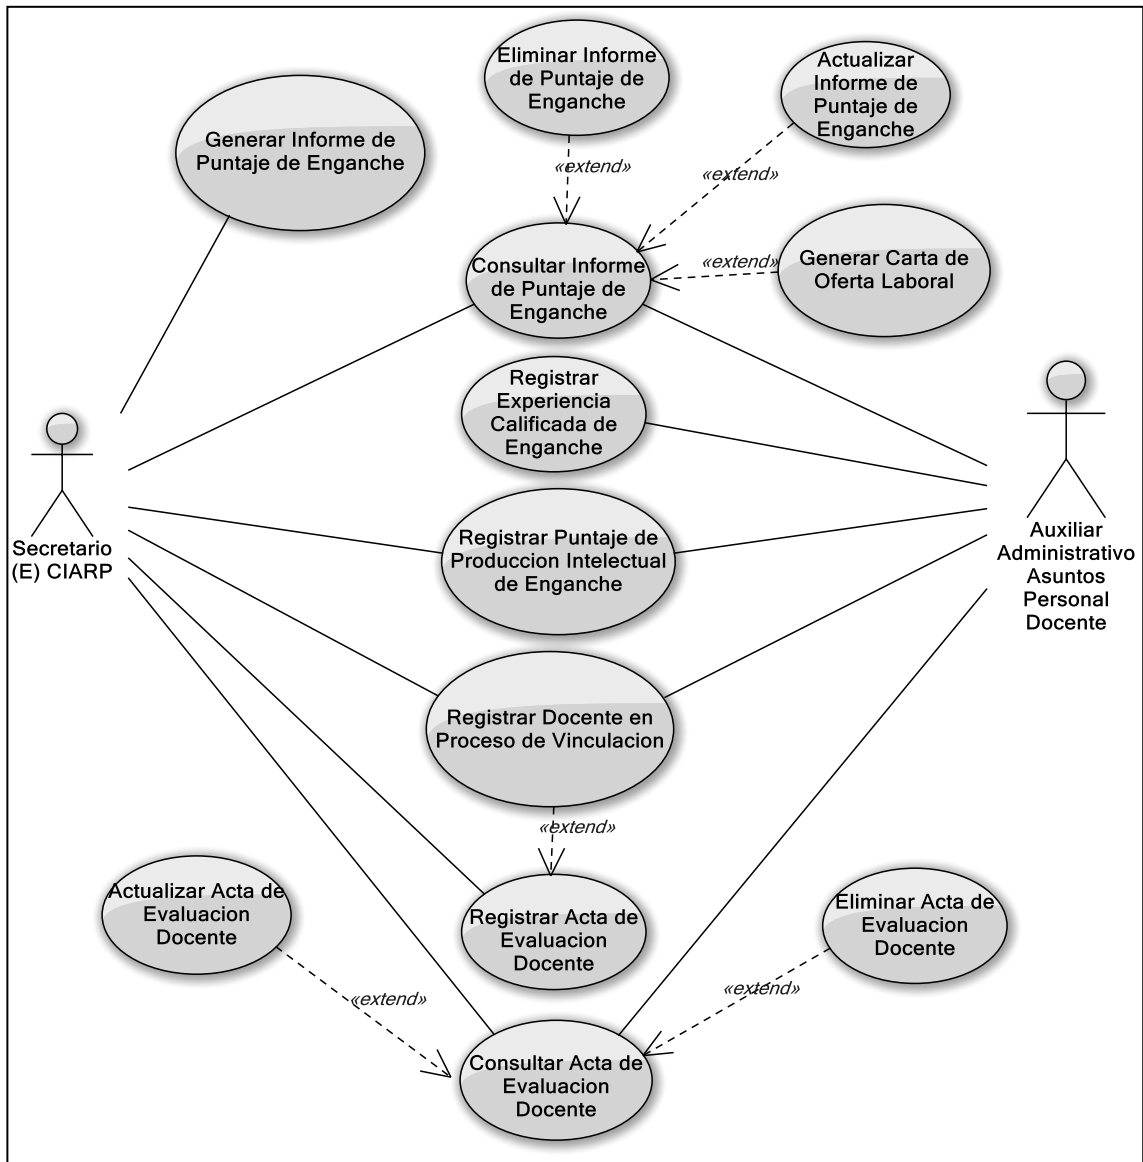 Eliminar Informe
de Puntaje de
Enganche
Actualizar
Informe de
Puntaje de
Enganche
Generar Informe de
Puntaje de Enganche
«extend»
«extend»
«extend»
Generar Carta de
Oferta Laboral
Consultar Informe
de Puntaje de
Enganche
Registrar
Experiencia
Calificada de
Enganche
Secretario
(E) CIARP
Auxiliar
Administrativo
Asuntos
Personal
Docente
Registrar Puntaje de
Produccion Intelectual
de Enganche
Registrar Docente en
Proceso de Vinculacion
«extend»
Actualizar Acta de
Evaluacion
Docente
Registrar Acta de
Evaluacion
Docente
Eliminar Acta de
Evaluacion
Docente
«extend»
«extend»
Consultar Acta de
Evaluacion
Docente